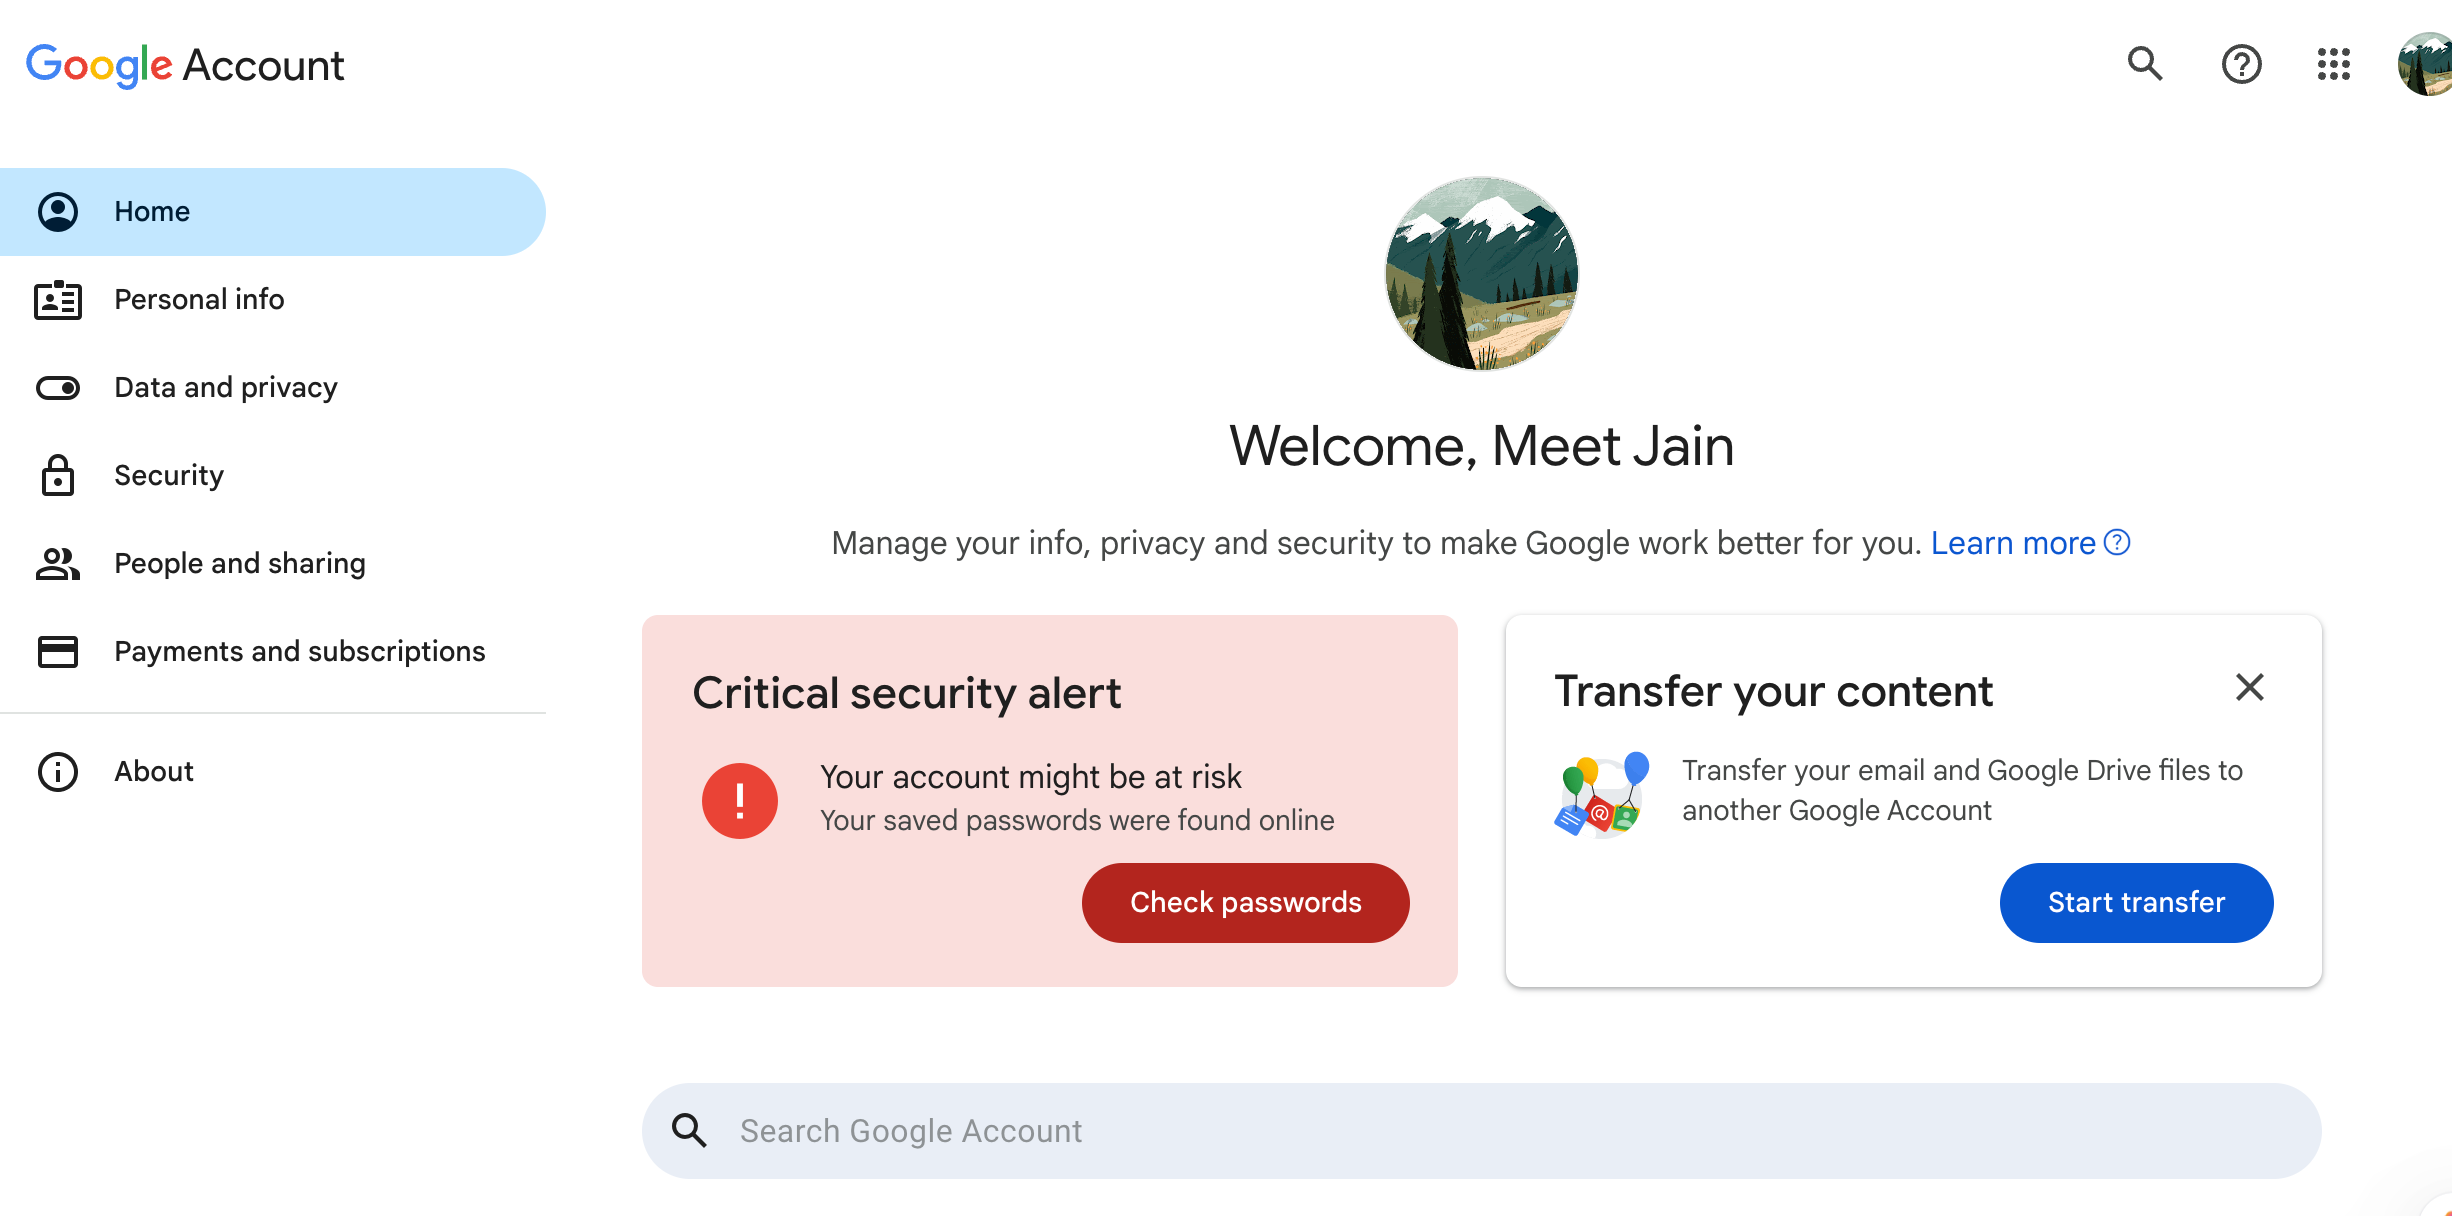 Google Account
Home
Personal info
Data and privacy
Security
People and sharing
Payments and subscriptions
About
Welcome, Meet Jain
Manage your info, privacy and security to make Google work better for you. Learn more
Critical security alert
Your account might be at risk
Your saved passwords were found online
Check passwords
Transfer your content
Transfer your email and Google Drive files to
another Google Account
Start transfer
Search Google Account